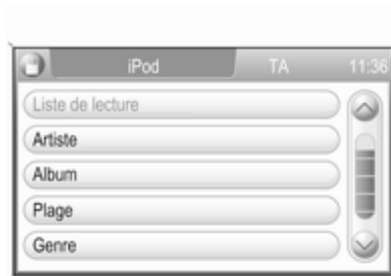 iPod TA 11:36
Liste de lecture
Artiste
Album
Plage
Genre